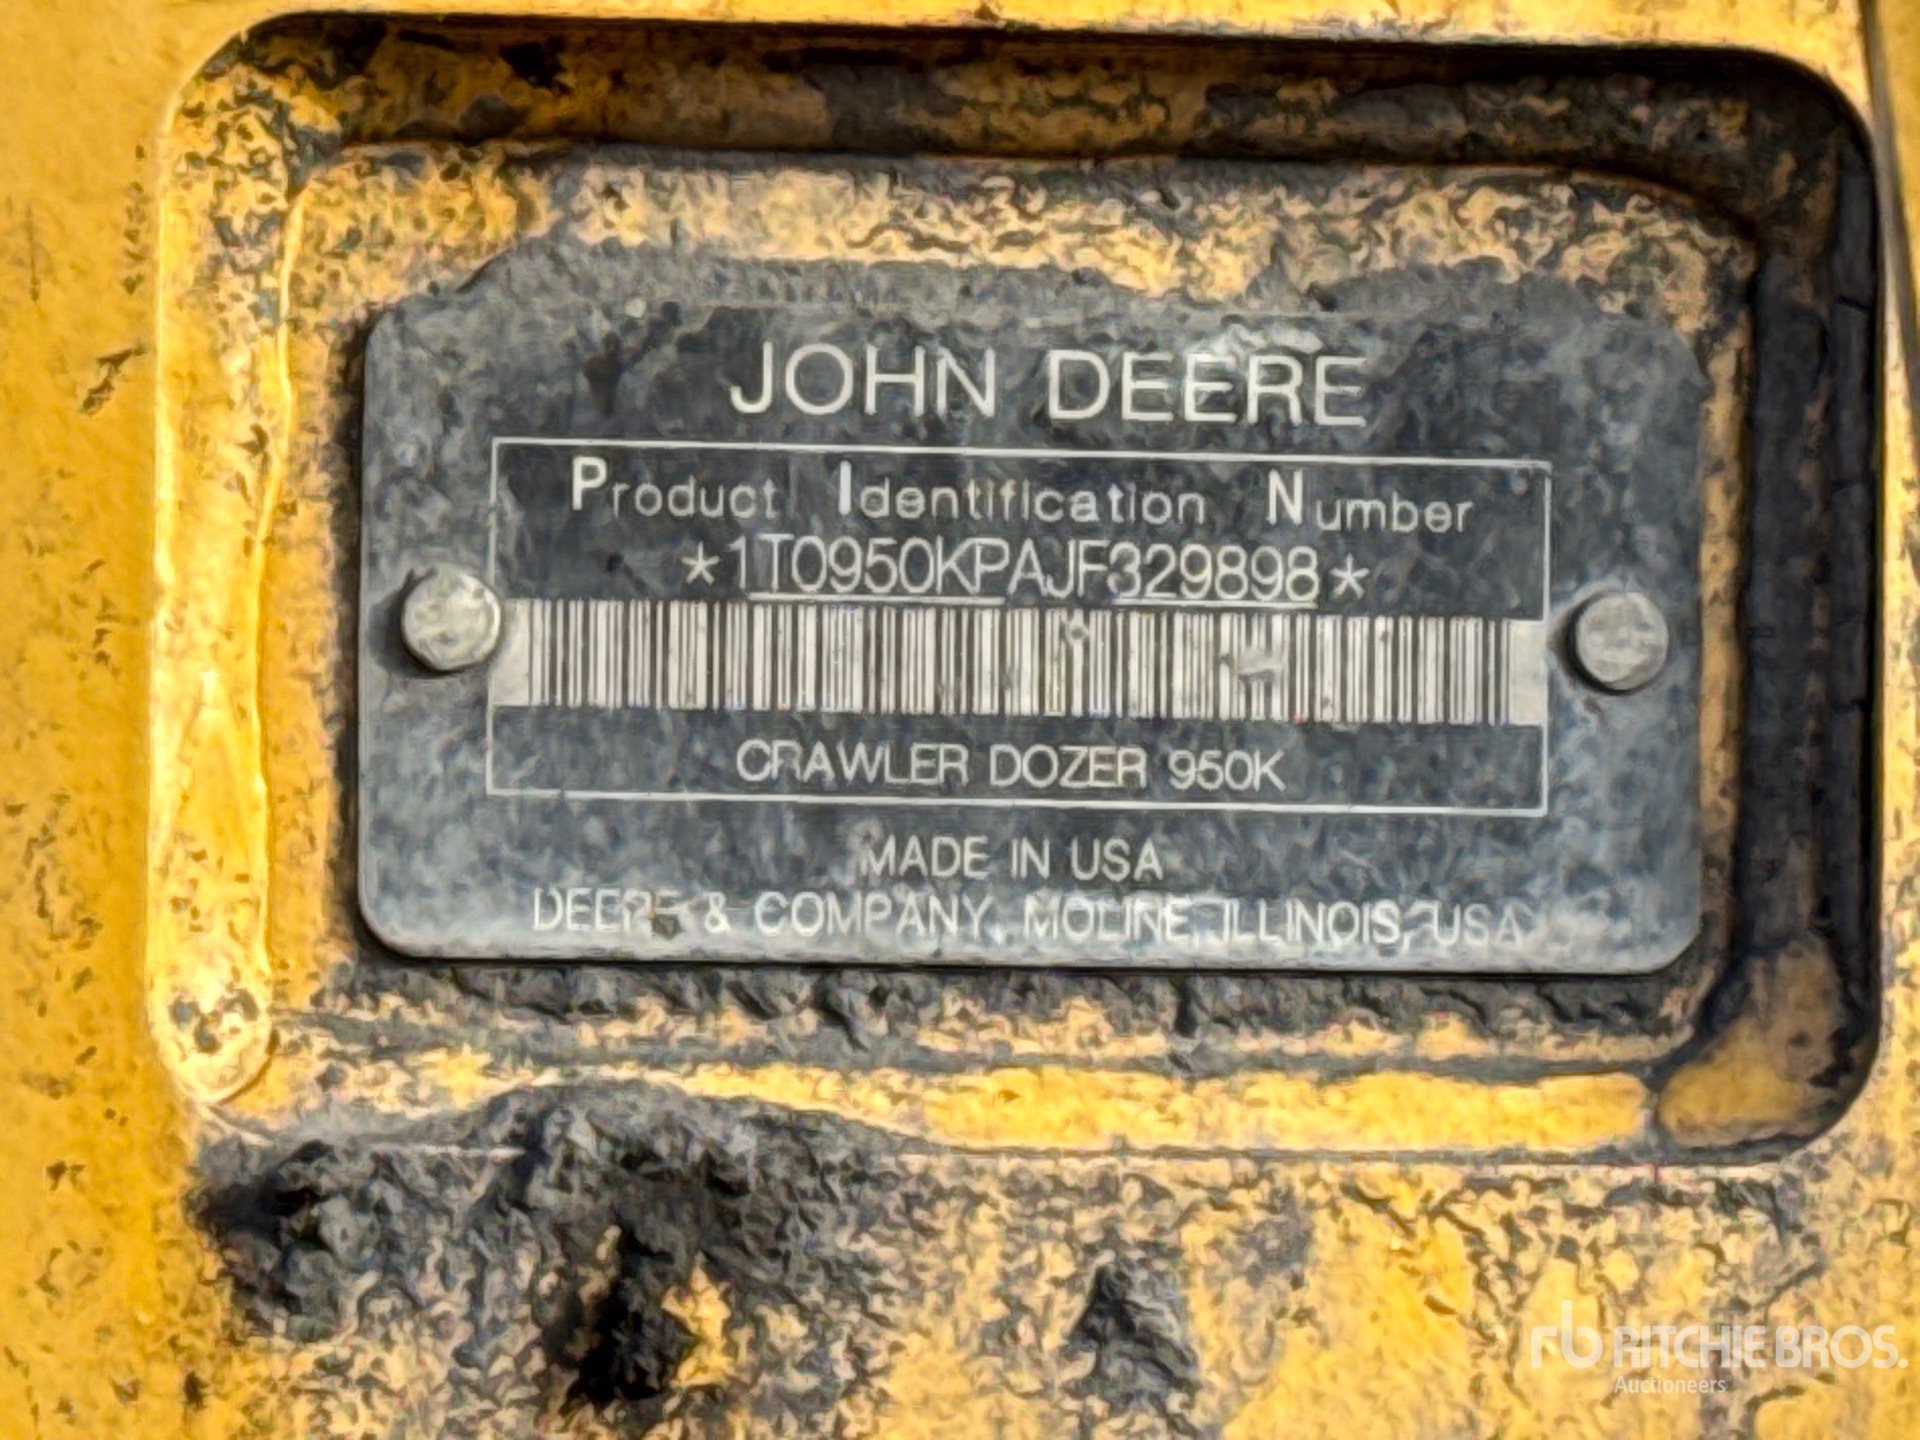 JOHN DEERE
Product Identification Number
*1T0950KPAJF329898*
CRAWLER DOZER 950K
MADE IN USA
DEERE & COMPANY, MOLINE, ILLINOIS, USA
rb RITCHIE BROS.
Auctioneers